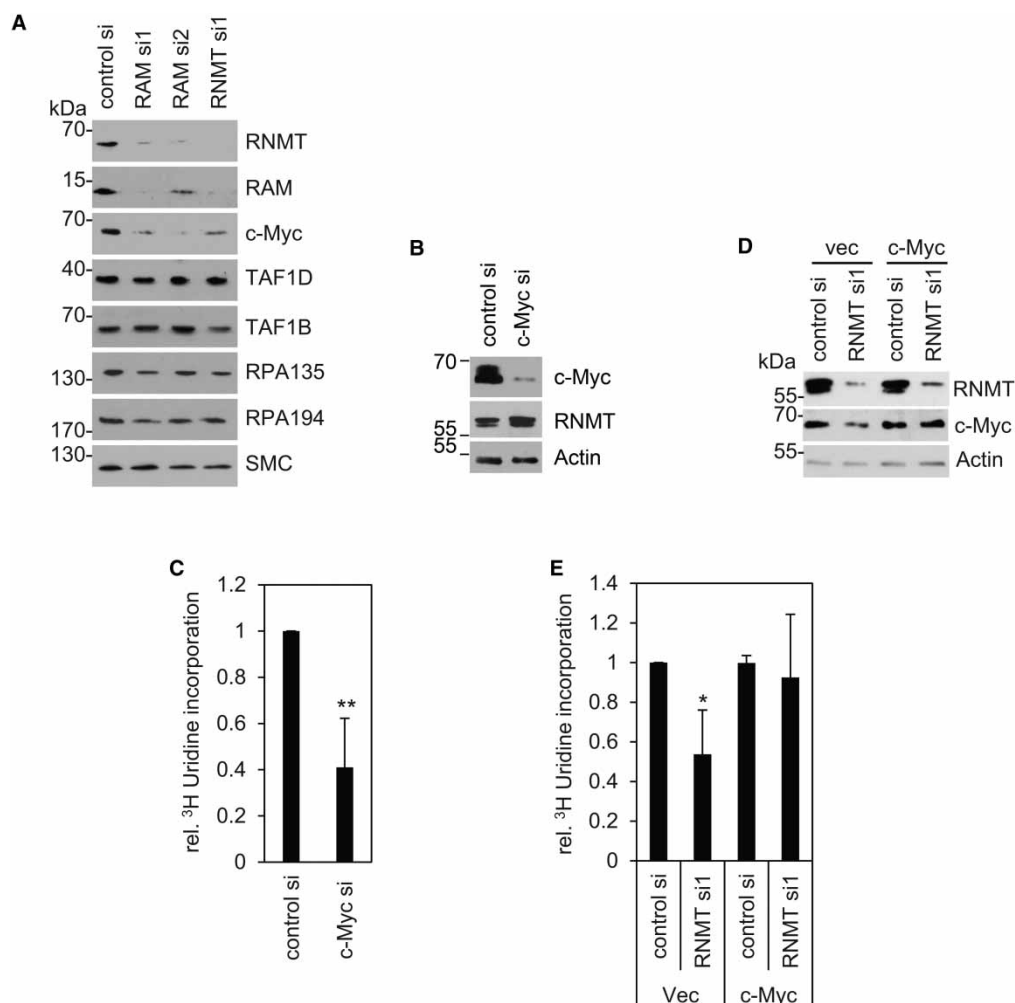 A
control si
RAM si1
RAM si2
RNMT si1
kDa
70-
RNMT
15-
RAM
70-
c-Myc
40-
TAF1D
70-
TAF1B
130-
RPA135
170-
RPA194
130-
SMC
B
control si
c-Myc si
70
c-Myc
55
RNMT
55
Actin
D
vec
c-Myc
control si
RNMT si1
control si
RNMT si1
kDa
55-
RNMT
70-
c-Myc
55-
Actin
C
rel. ³H Uridine incorporation
1.2
1
0.8
0.6
0.4
0.2
0
**
control si
c-Myc si
E
rel. ³H Uridine incorporation
1.4
1.2
1
0.8
0.6
0.4
0.2
0
*
control si
RNMT si1
control si
RNMT si1
Vec
c-Myc